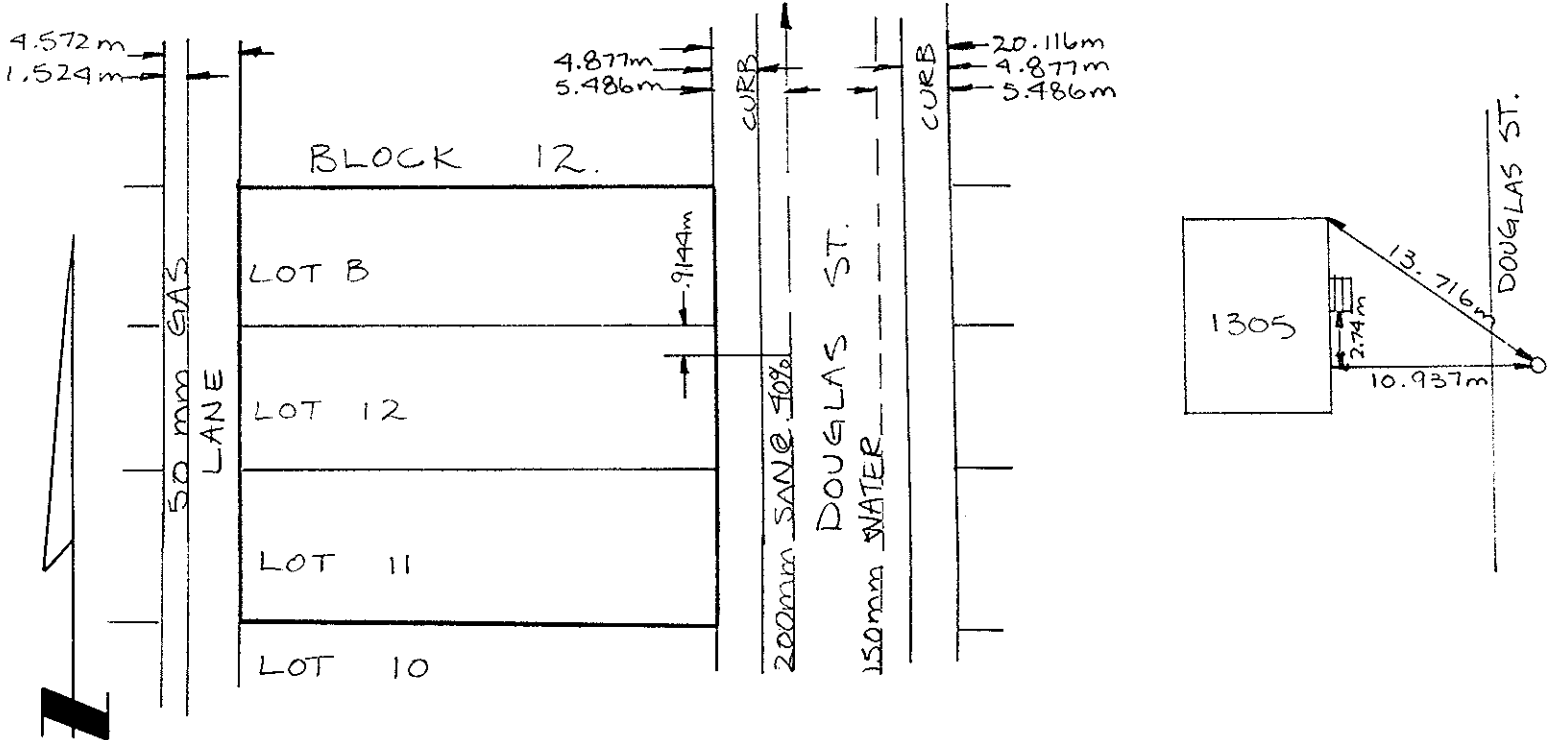 4.572m
1.524m
4.877m
5.486m
CURB
CURB
20.116m
4.877m
5.486m
BLOCK 12.
LOT B
.9144m
50 mm GAS
LANE
LOT 12
LOT 11
LOT 10
200mm SAN@.40%
DOUGLAS ST.
150mm WATER
DOUGLAS ST.
1305
13.716m
2.74m
10.937m